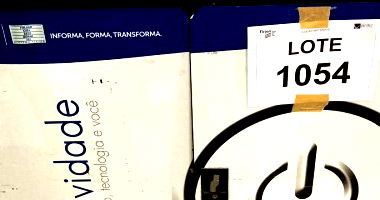 INFORMA, FORMA, TRANSFORMA.
LOTE
1054
vidade
o, tecnologia e você